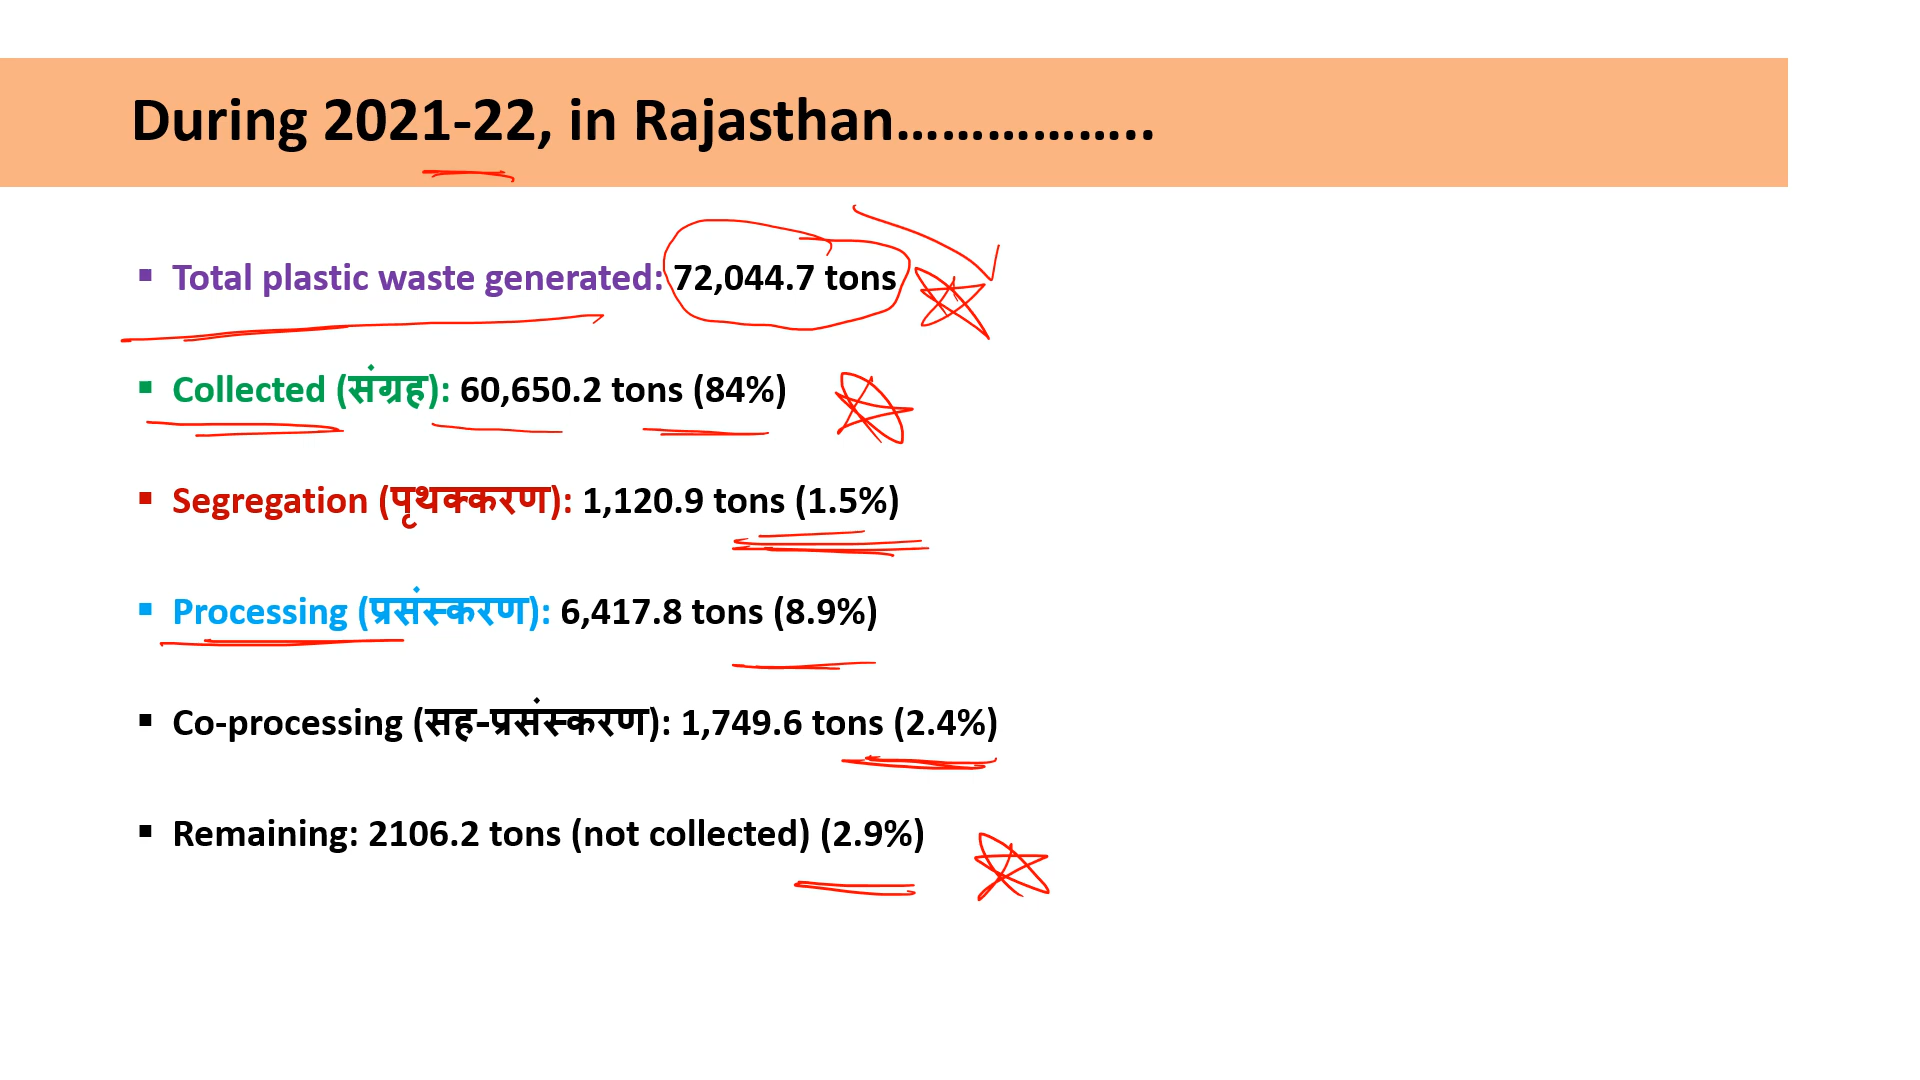 During 2021-22, in Rajasthan……………..
▪ Total plastic waste generated: 72,044.7 tons
▪ Collected (संग्रह): 60,650.2 tons (84%)
▪ Segregation (पृथक्करण): 1,120.9 tons (1.5%)
▪ Processing (प्रसंस्करण): 6,417.8 tons (8.9%)
▪ Co-processing (सह-प्रसंस्करण): 1,749.6 tons (2.4%)
▪ Remaining: 2106.2 tons (not collected) (2.9%)